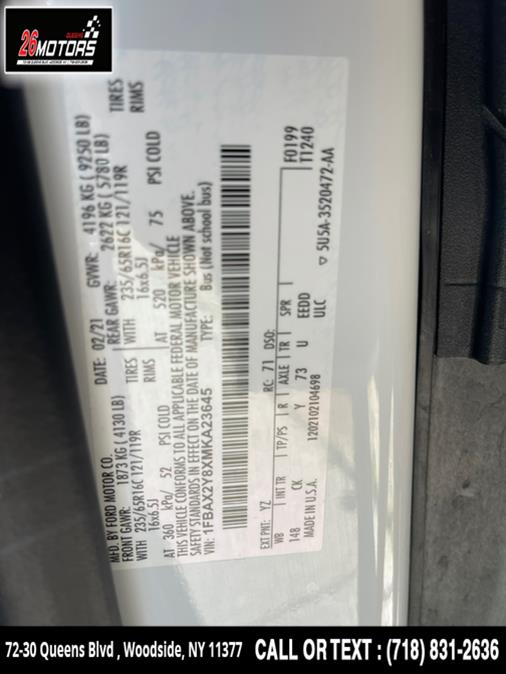 QUEENS
26 MOTORS
MFD. BY FORD MOTOR CO.
DATE: 02/21 GVWR: 4196 KG ( 9250 LB)
FRONT GAWR: 1873 KG ( 4130 LB) REAR GAWR: 2622 KG ( 5780 LB)
WITH 235/65R16C 121/119R TIRES WITH 235/65R16C 121/119R TIRES
16x6.5J RIMS 16x6.5J RIMS
AT 360 kPa/ 52 PSI COLD AT 520 kPa/ 75 PSI COLD
THIS VEHICLE CONFORMS TO ALL APPLICABLE FEDERAL MOTOR VEHICLE
SAFETY STANDARDS IN EFFECT ON THE DATE OF MANUFACTURE SHOWN ABOVE.
VIN: 1FBAX2Y8XMKA23645 TYPE: Bus (Not school bus)
F0199
T1240
EXT PNT: YZ RC: 71 DSO:
WB INT TR TP/PS R AXLE TR SPR
148 CK Y 73 U EEDD
MADE IN U.S.A. 1202102104698 ULC
▽ 5U5A-3520472-AA
72-30 Queens Blvd , Woodside, NY 11377 CALL OR TEXT : (718) 831-2636